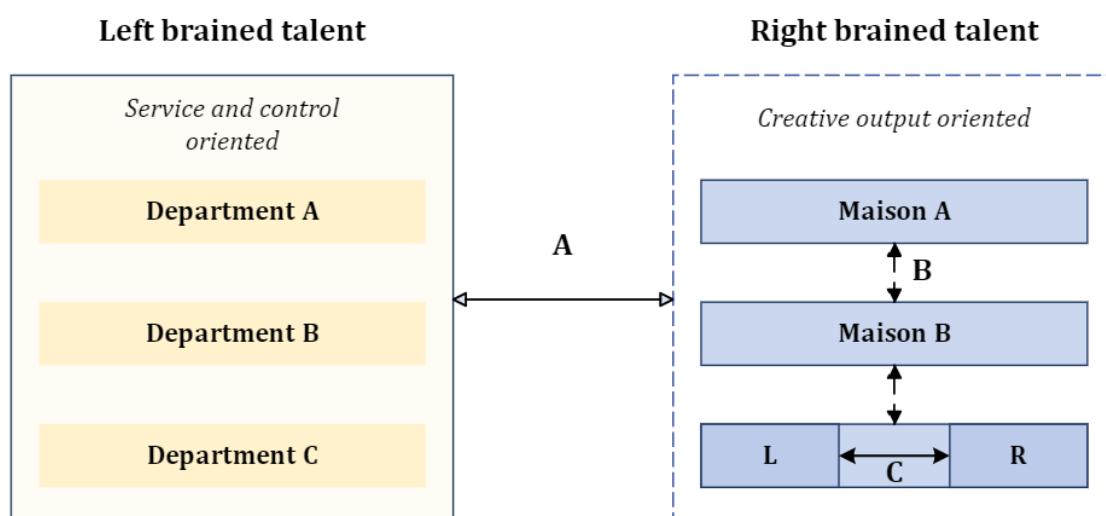 Left brained talent
Right brained talent
Service and control
oriented
Creative output oriented
Department A
Maison A
A
B
Department B
Maison B
Department C
L
C
R